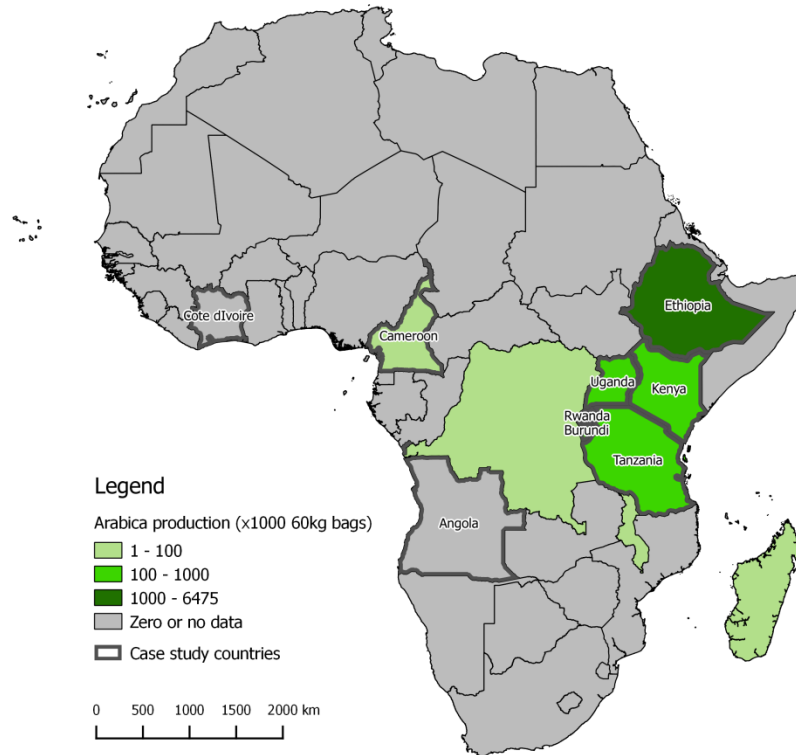 Ethiopia
Cote dIvoire
Cameroon
Uganda
Kenya
Rwanda
Burundi
Tanzania
Angola
Legend
Arabica production (x1000 60kg bags)
1 - 100
100 - 1000
1000 - 6475
Zero or no data
Case study countries
0 500 1000 1500 2000 km